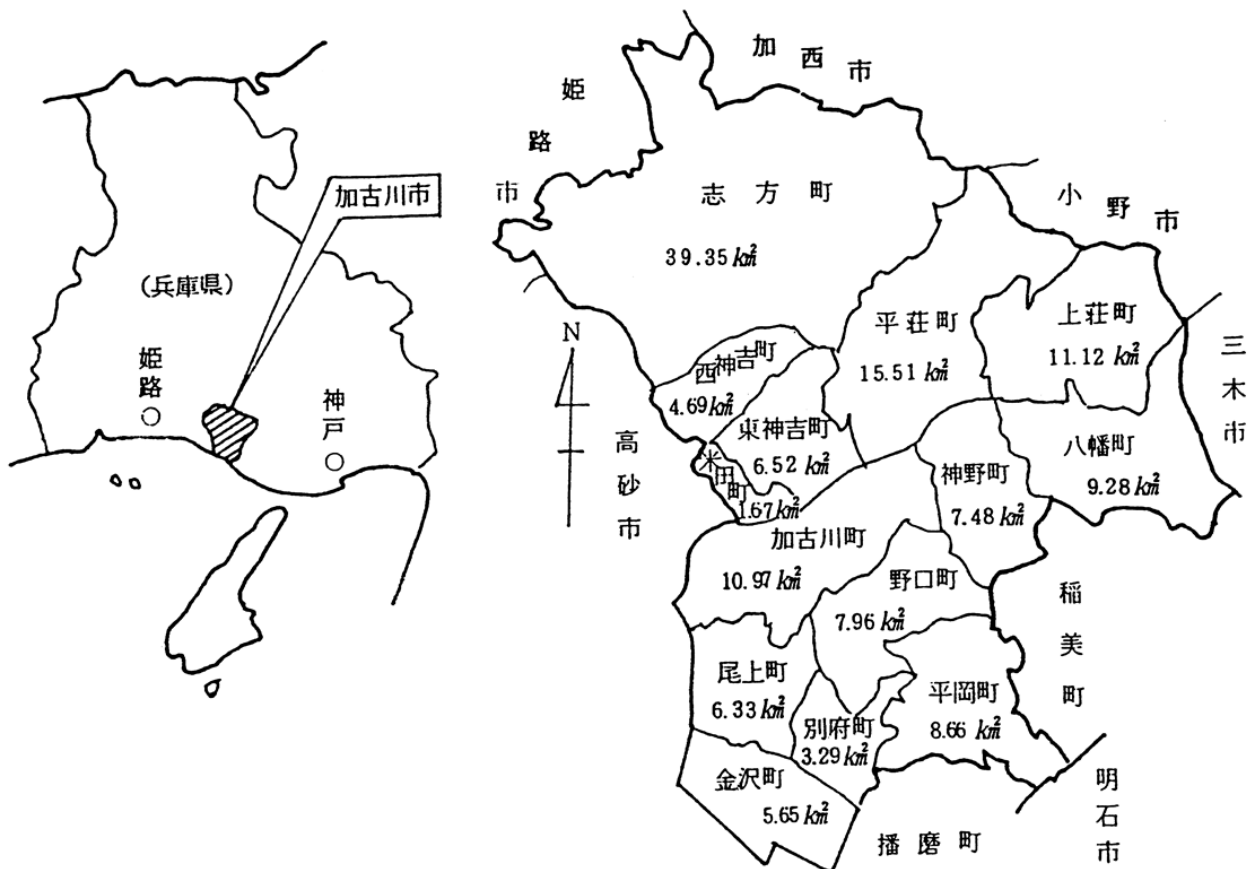 加古川市
(兵庫県)
姫路
神戸
加西市
姫路市
志方町
39.35km²
小野市
N
西神吉町
4.69km²
平荘町
15.51km²
上荘町
11.12km²
三木市
東神吉町
6.52km²
高砂市
米田町
1.67km²
神野町
7.48km²
八幡町
9.28km²
加古川町
10.97km²
野口町
7.96km²
稲美町
尾上町
6.33km²
別府町
3.29km²
平岡町
8.66km²
金沢町
5.65km²
播磨町
明石市